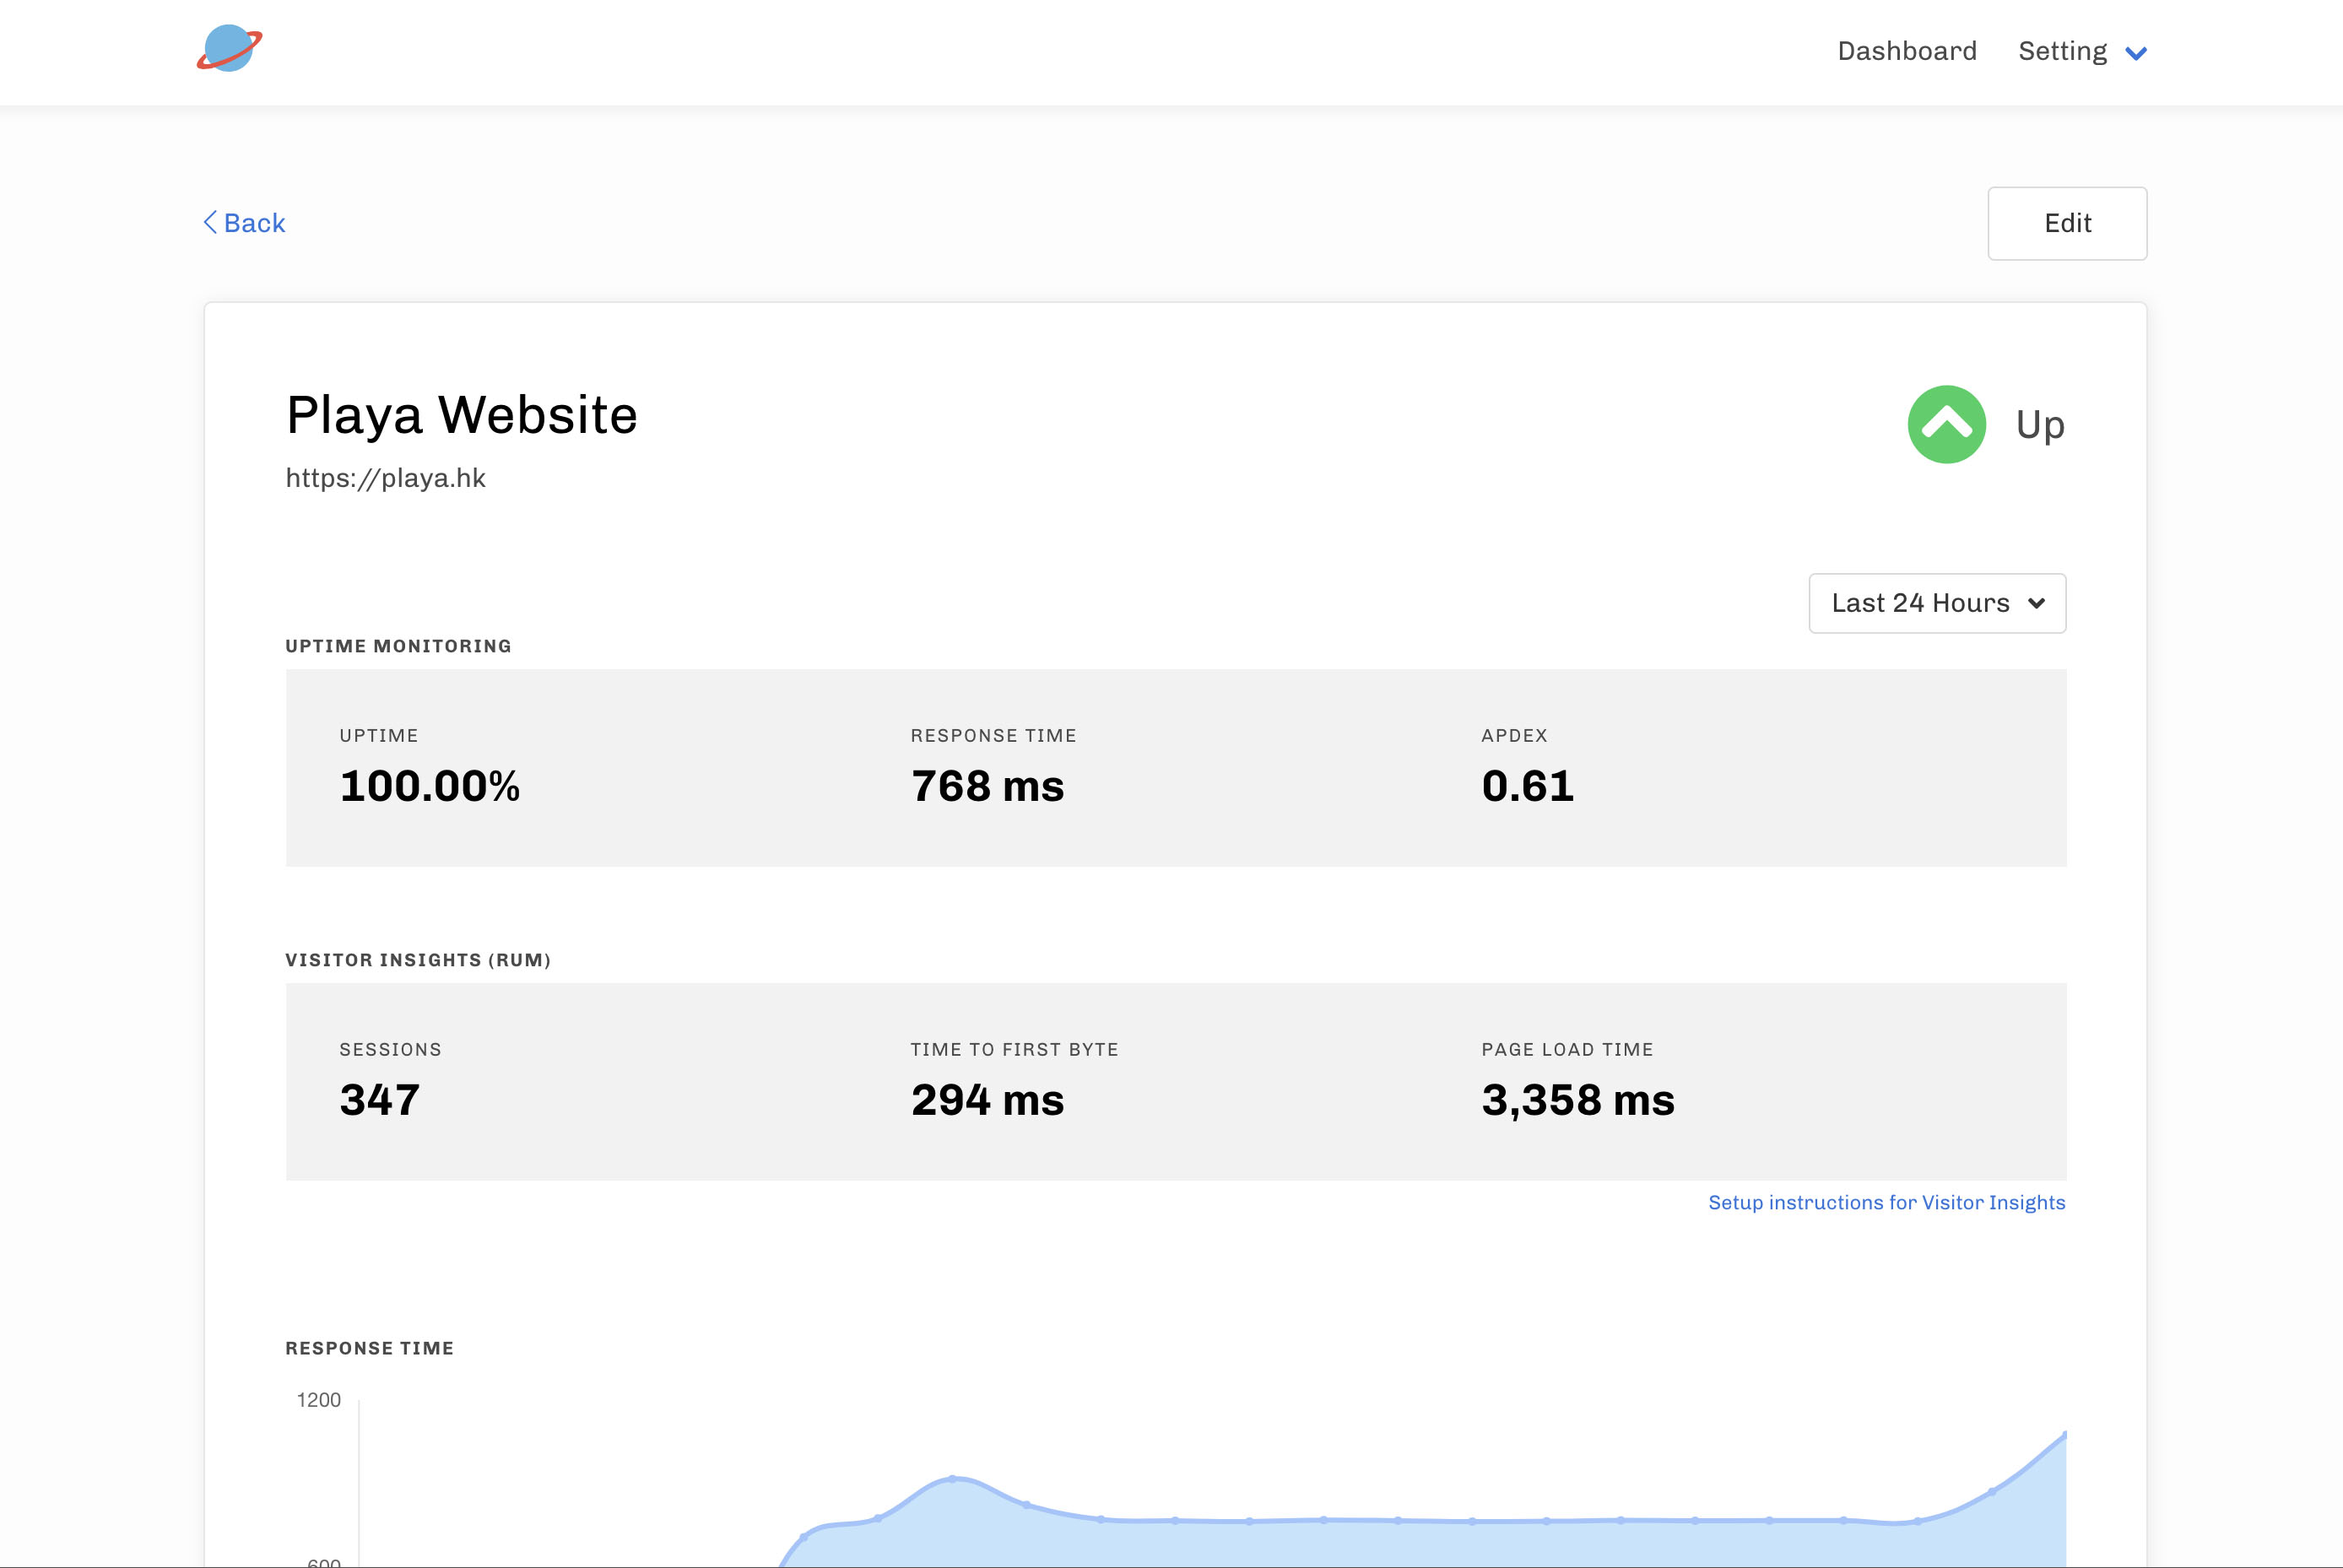 Dashboard Setting
Back
Edit
Playa Website
https://playa.hk
Up
Last 24 Hours
UPTIME MONITORING
UPTIME RESPONSE TIME APDEX
100.00% 768 ms 0.61
VISITOR INSIGHTS (RUM)
SESSIONS TIME TO FIRST BYTE PAGE LOAD TIME
347 294 ms 3,358 ms
Setup instructions for Visitor Insights
RESPONSE TIME
1200
600